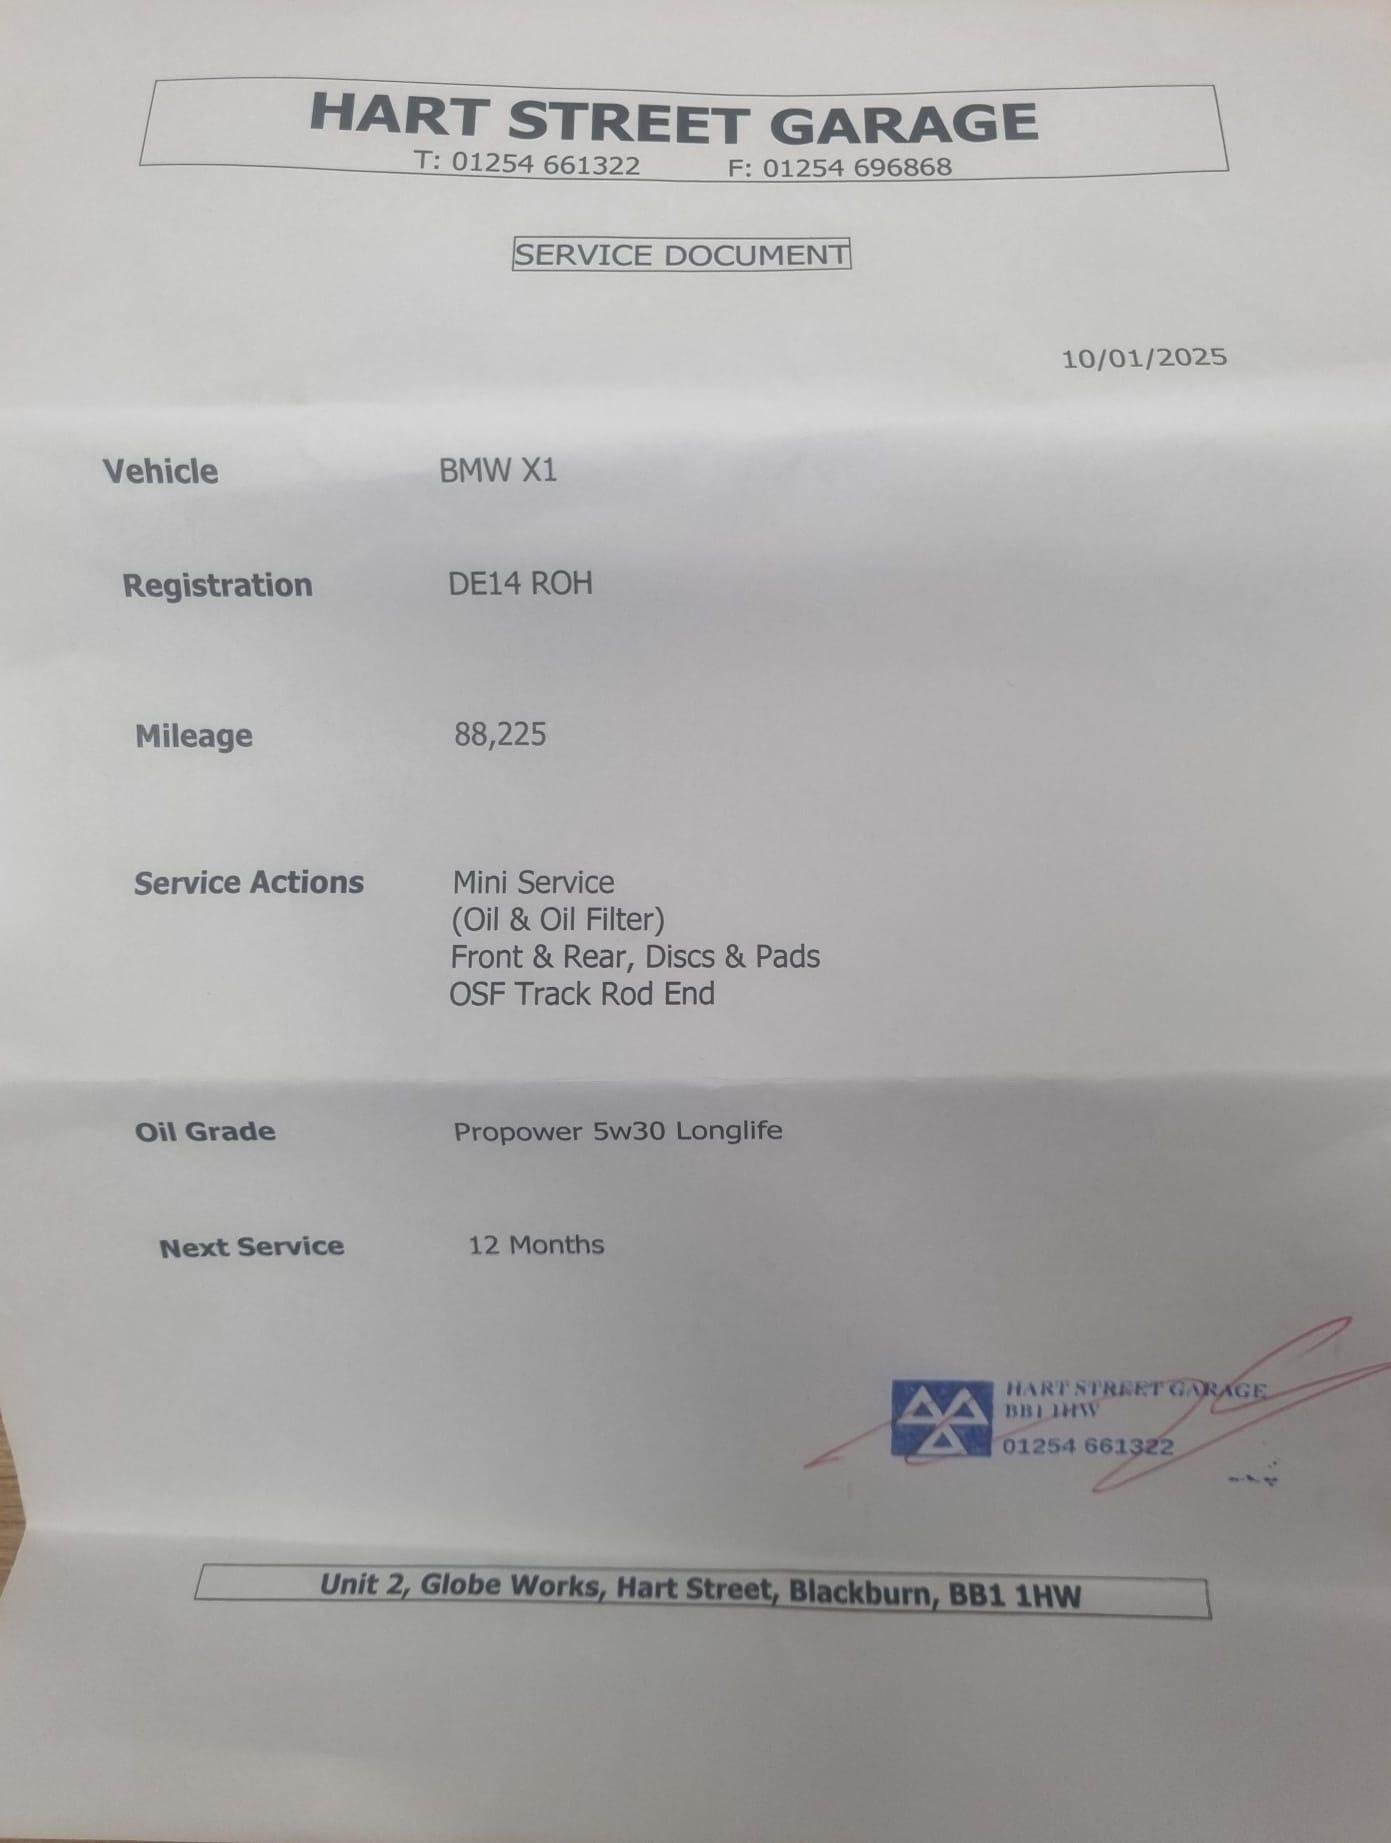 HART STREET GARAGE
T: 01254 661322 F: 01254 696868
SERVICE DOCUMENT
10/01/2025
Vehicle BMW X1
Registration DE14 ROH
Mileage 88,225
Service Actions Mini Service
(Oil & Oil Filter)
Front & Rear, Discs & Pads
OSF Track Rod End
Oil Grade Propower 5w30 Longlife
Next Service 12 Months
HART STREET GARAGE
BB1 1HW
01254 661322
Unit 2, Globe Works, Hart Street, Blackburn, BB1 1HW